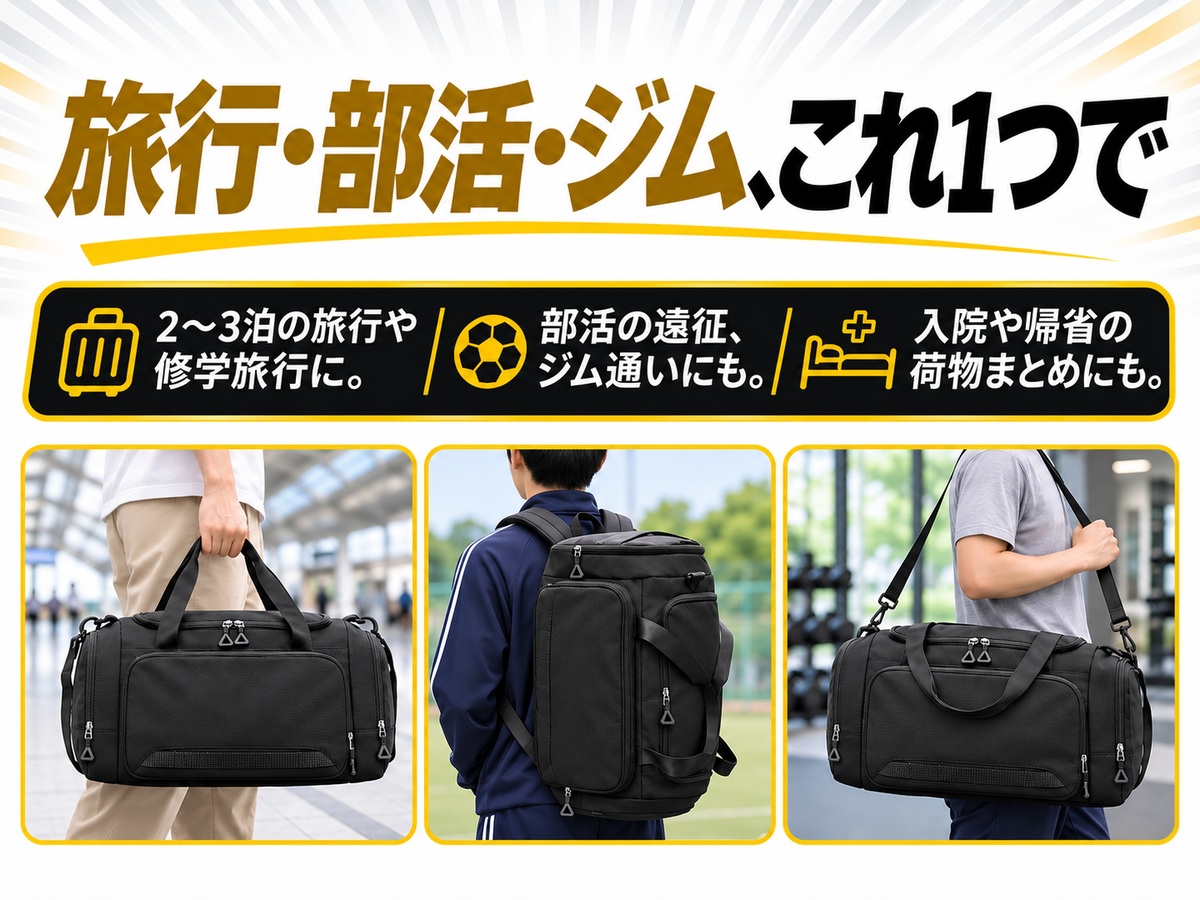 旅行・部活・ジム、これ1つで
2〜3泊の旅行や
修学旅行に。
部活の遠征、
ジム通いにも。
入院や帰省の
荷物まとめにも。